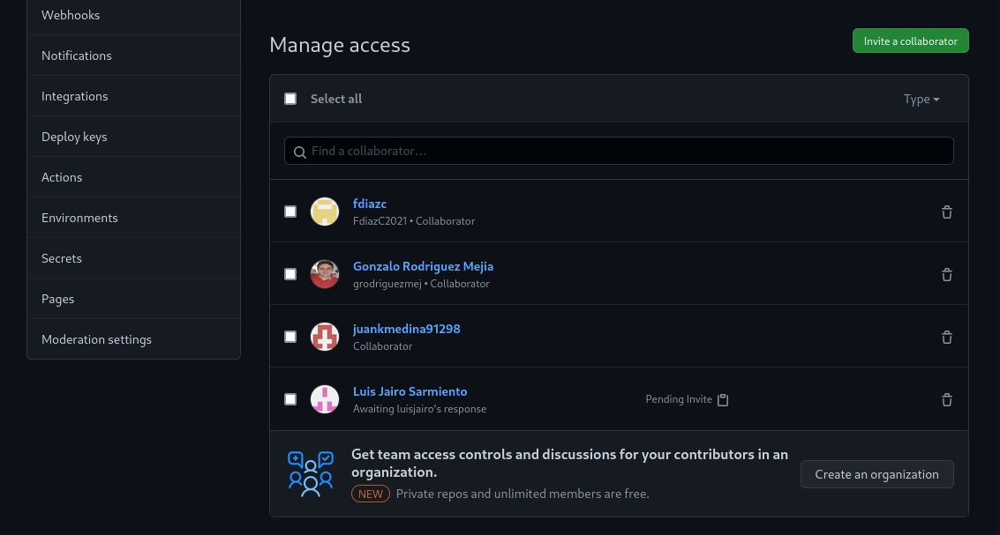 Webhooks
Notifications
Integrations
Deploy keys
Actions
Environments
Secrets
Pages
Moderation settings
Manage access
Invite a collaborator
Select all
Type
Find a collaborator…
fdiazc
FdiazC2021 • Collaborator
Gonzalo Rodriguez Mejia
grodriguezmej • Collaborator
juankmedina91298
Collaborator
Luis Jairo Sarmiento
Awaiting luisjairo’s response
Pending Invite
Get team access controls and discussions for your contributors in an
organization.
NEW Private repos and unlimited members are free.
Create an organization